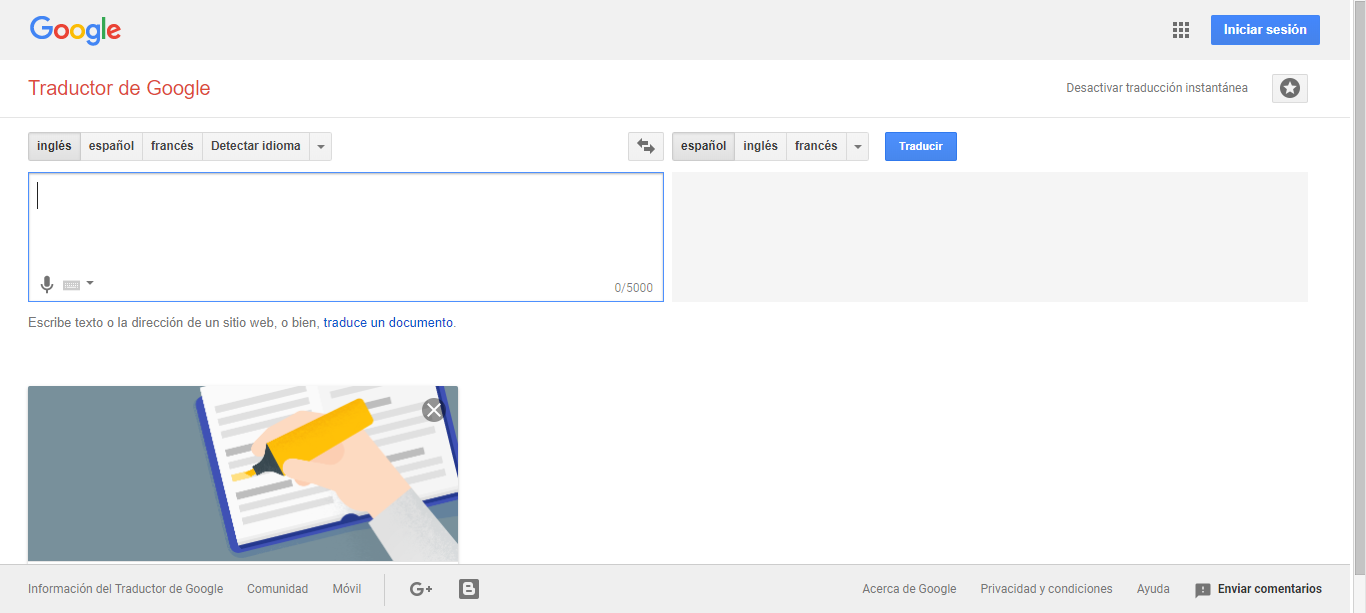 Google
Iniciar sesión
Traductor de Google
Desactivar traducción instantánea
inglés español francés Detectar idioma
español inglés francés Traducir
0/5000
Escribe texto o la dirección de un sitio web, o bien, traduce un documento.
Información del Traductor de Google Comunidad Móvil G+ B Acerca de Google Privacidad y condiciones Ayuda Enviar comentarios